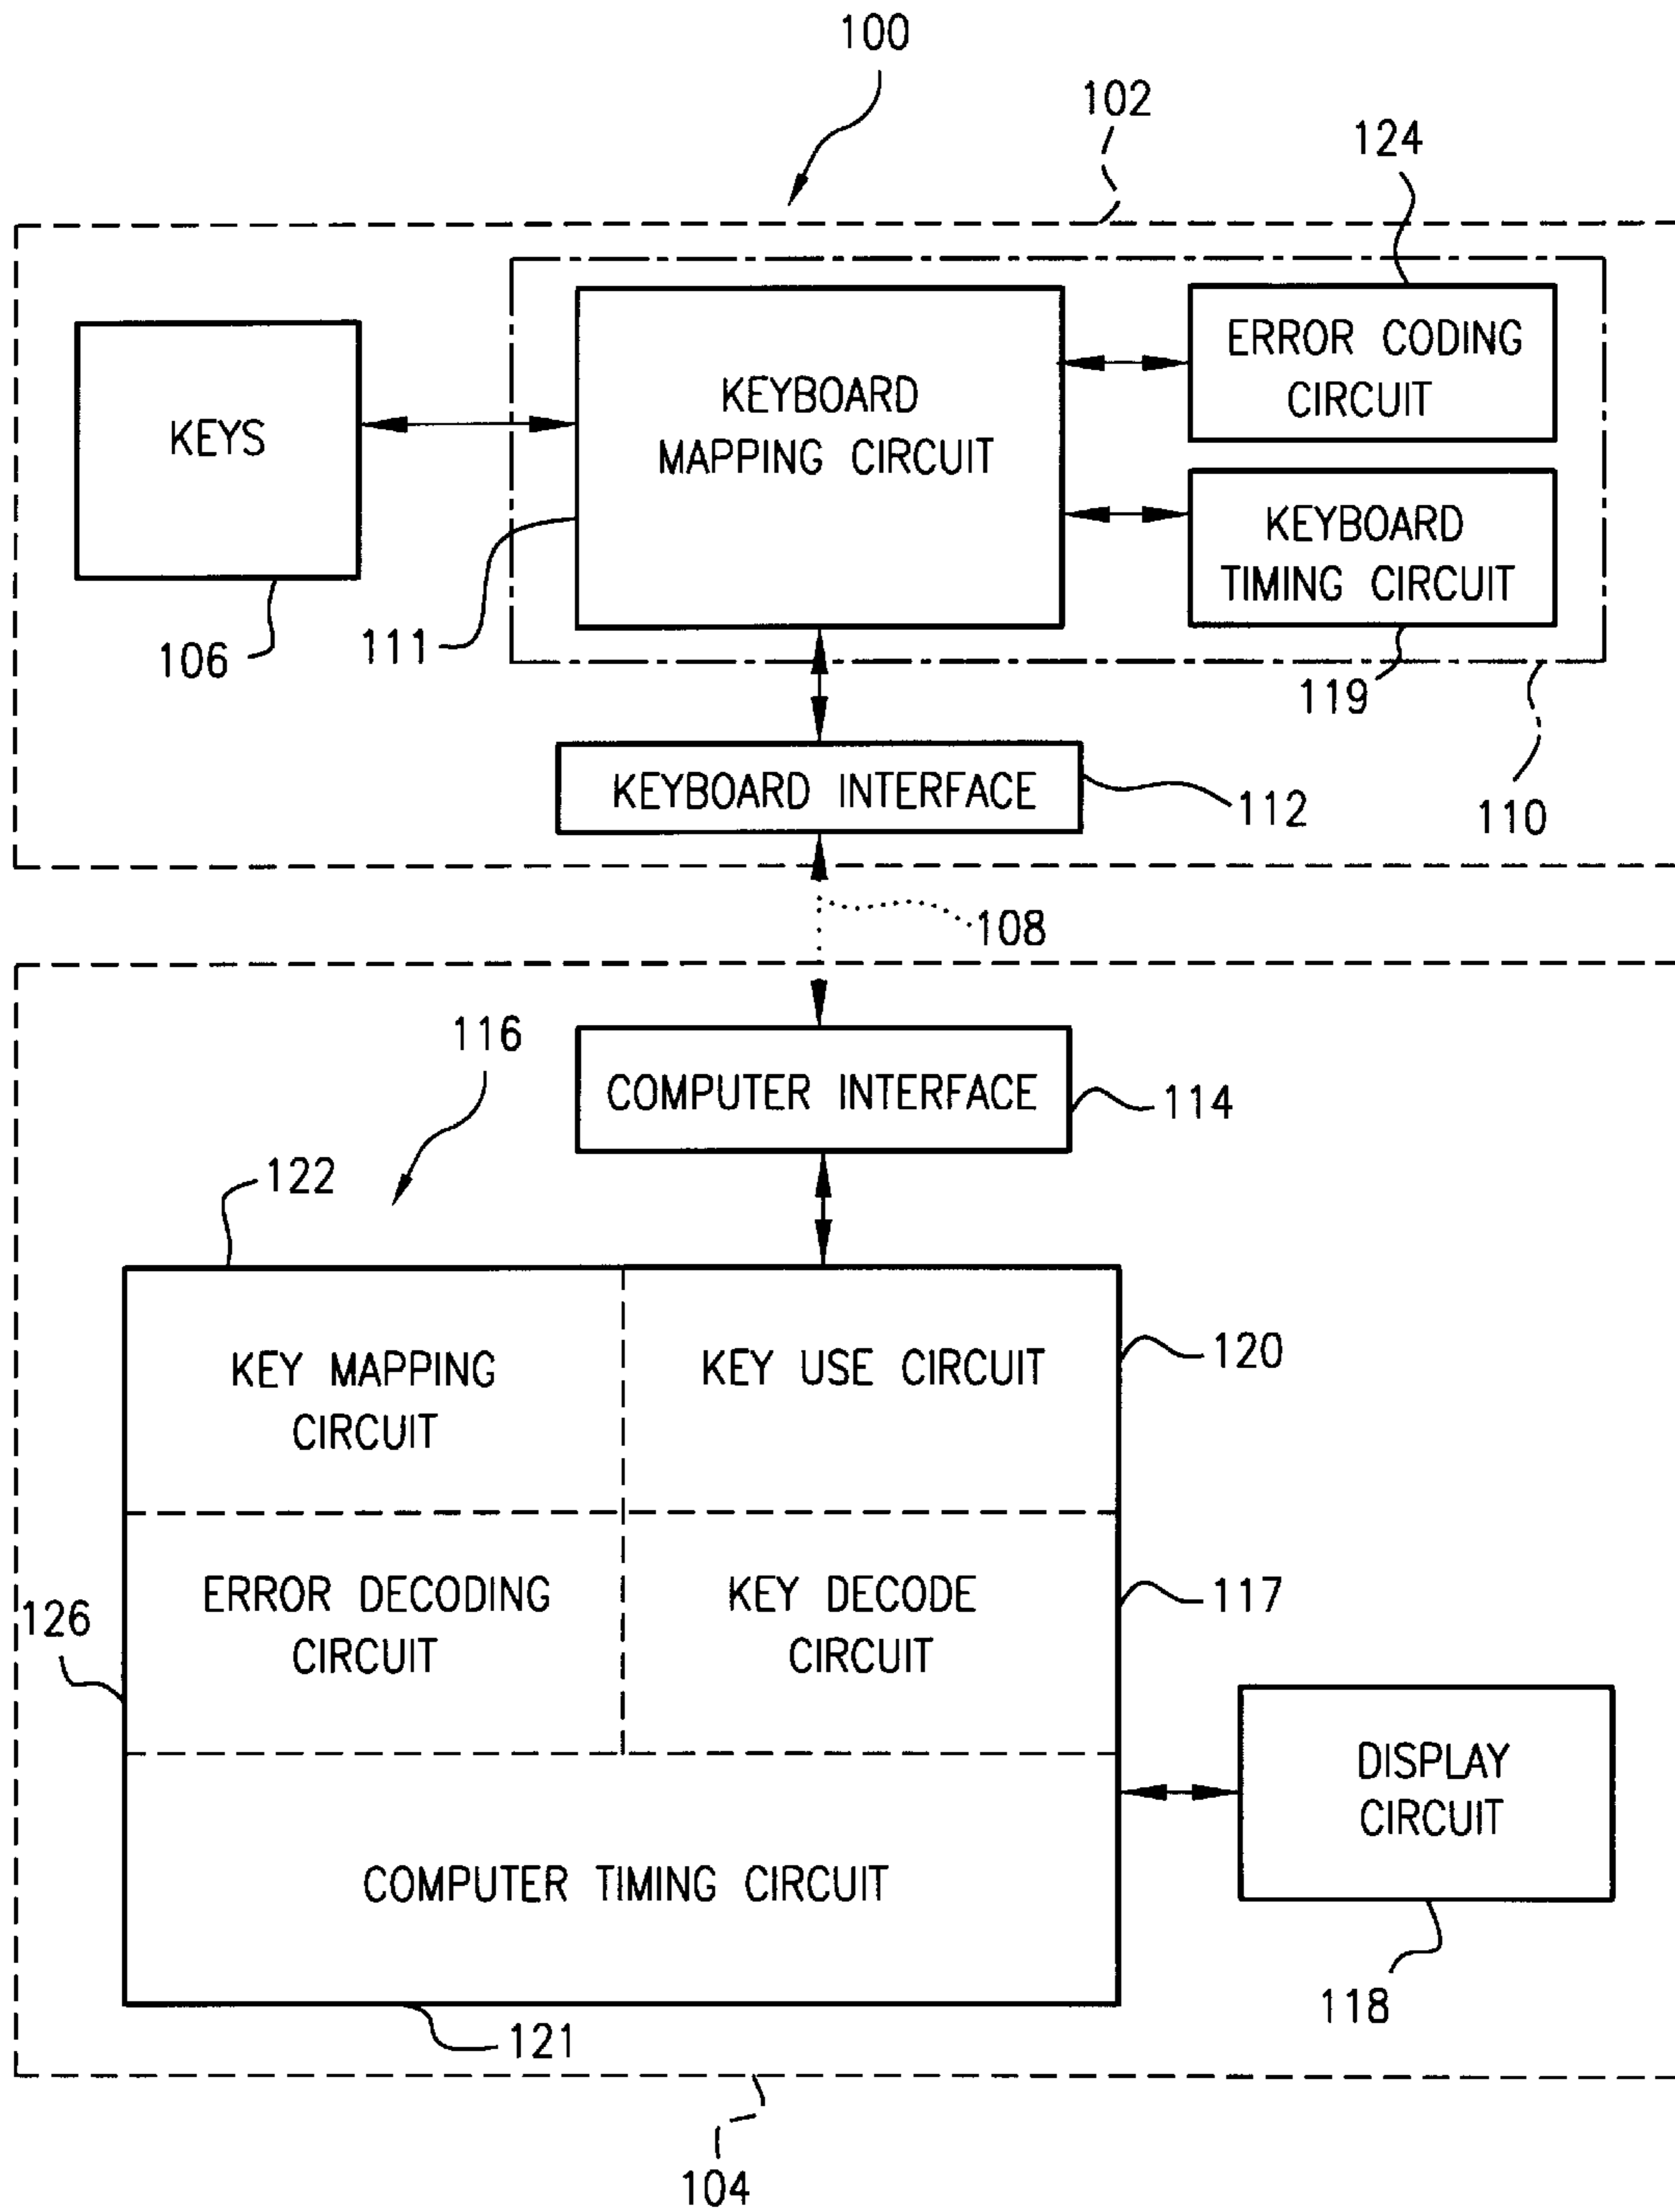 100
102
124
KEYS
KEYBOARD
MAPPING CIRCUIT
ERROR CODING
CIRCUIT
KEYBOARD
TIMING CIRCUIT
106
111
119
KEYBOARD INTERFACE
112
110
108
116
COMPUTER INTERFACE
114
122
KEY MAPPING
CIRCUIT
KEY USE CIRCUIT
120
ERROR DECODING
CIRCUIT
KEY DECODE
CIRCUIT
117
126
DISPLAY
CIRCUIT
COMPUTER TIMING CIRCUIT
118
121
104